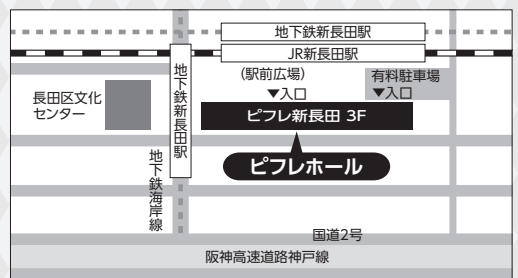 地下鉄新長田駅
JR新長田駅
(駅前広場)
▼入口
有料駐車場
▼入口
長田区文化
センター
地下鉄新長田駅
ピフレ新長田 3F
ピフレホール
地下鉄海岸線
国道2号
阪神高速道路神戸線